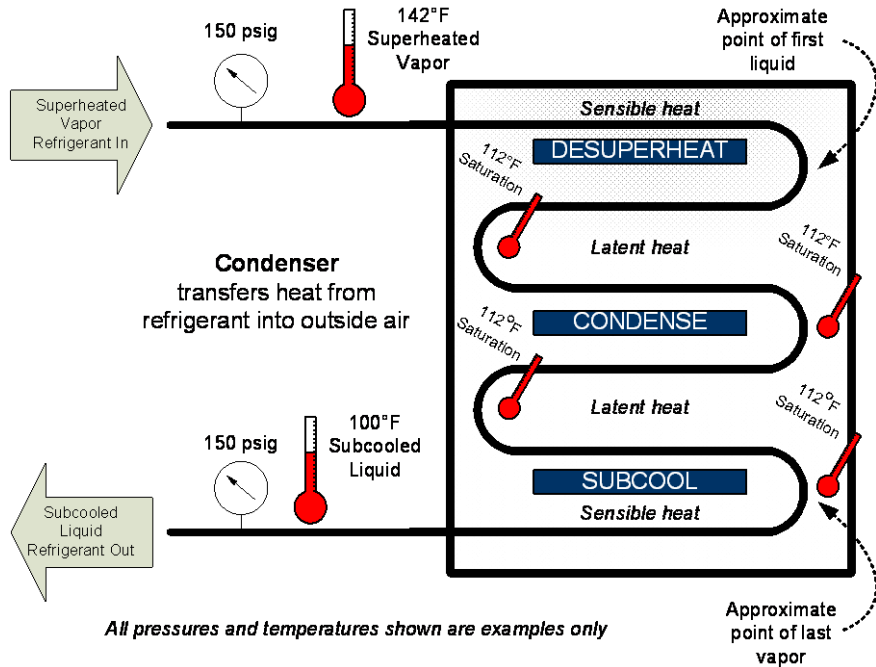 142°F
Superheated
Vapor
150 psig
Approximate
point of first
liquid
Superheated
Vapor
Refrigerant In
Sensible heat
DESUPERHEAT
112°F
Saturation
Latent heat
112°F
Saturation
Condenser
transfers heat from
refrigerant into outside air
CONDENSE
112°F
Saturation
Latent heat
112°F
Saturation
100°F
Subcooled
Liquid
150 psig
SUBCOOL
Sensible heat
Subcooled
Liquid
Refrigerant Out
All pressures and temperatures shown are examples only
Approximate
point of last
vapor